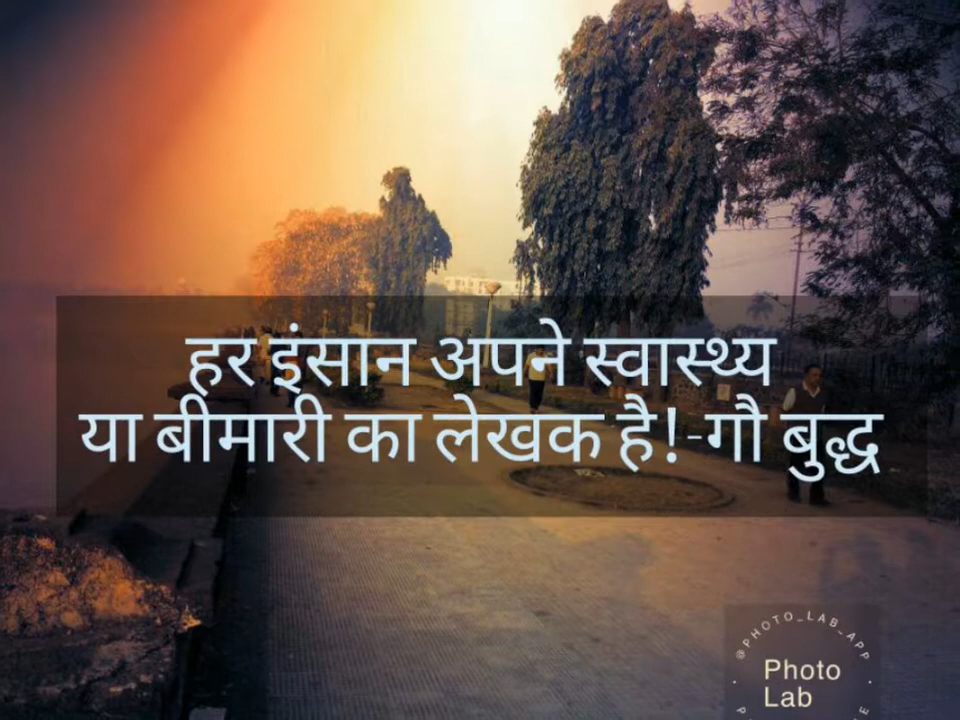 हर इंसान अपने स्वास्थ्य
या बीमारी का लेखक है!-गौ बुद्ध
@PHOTO_LAB_APP
Photo
Lab